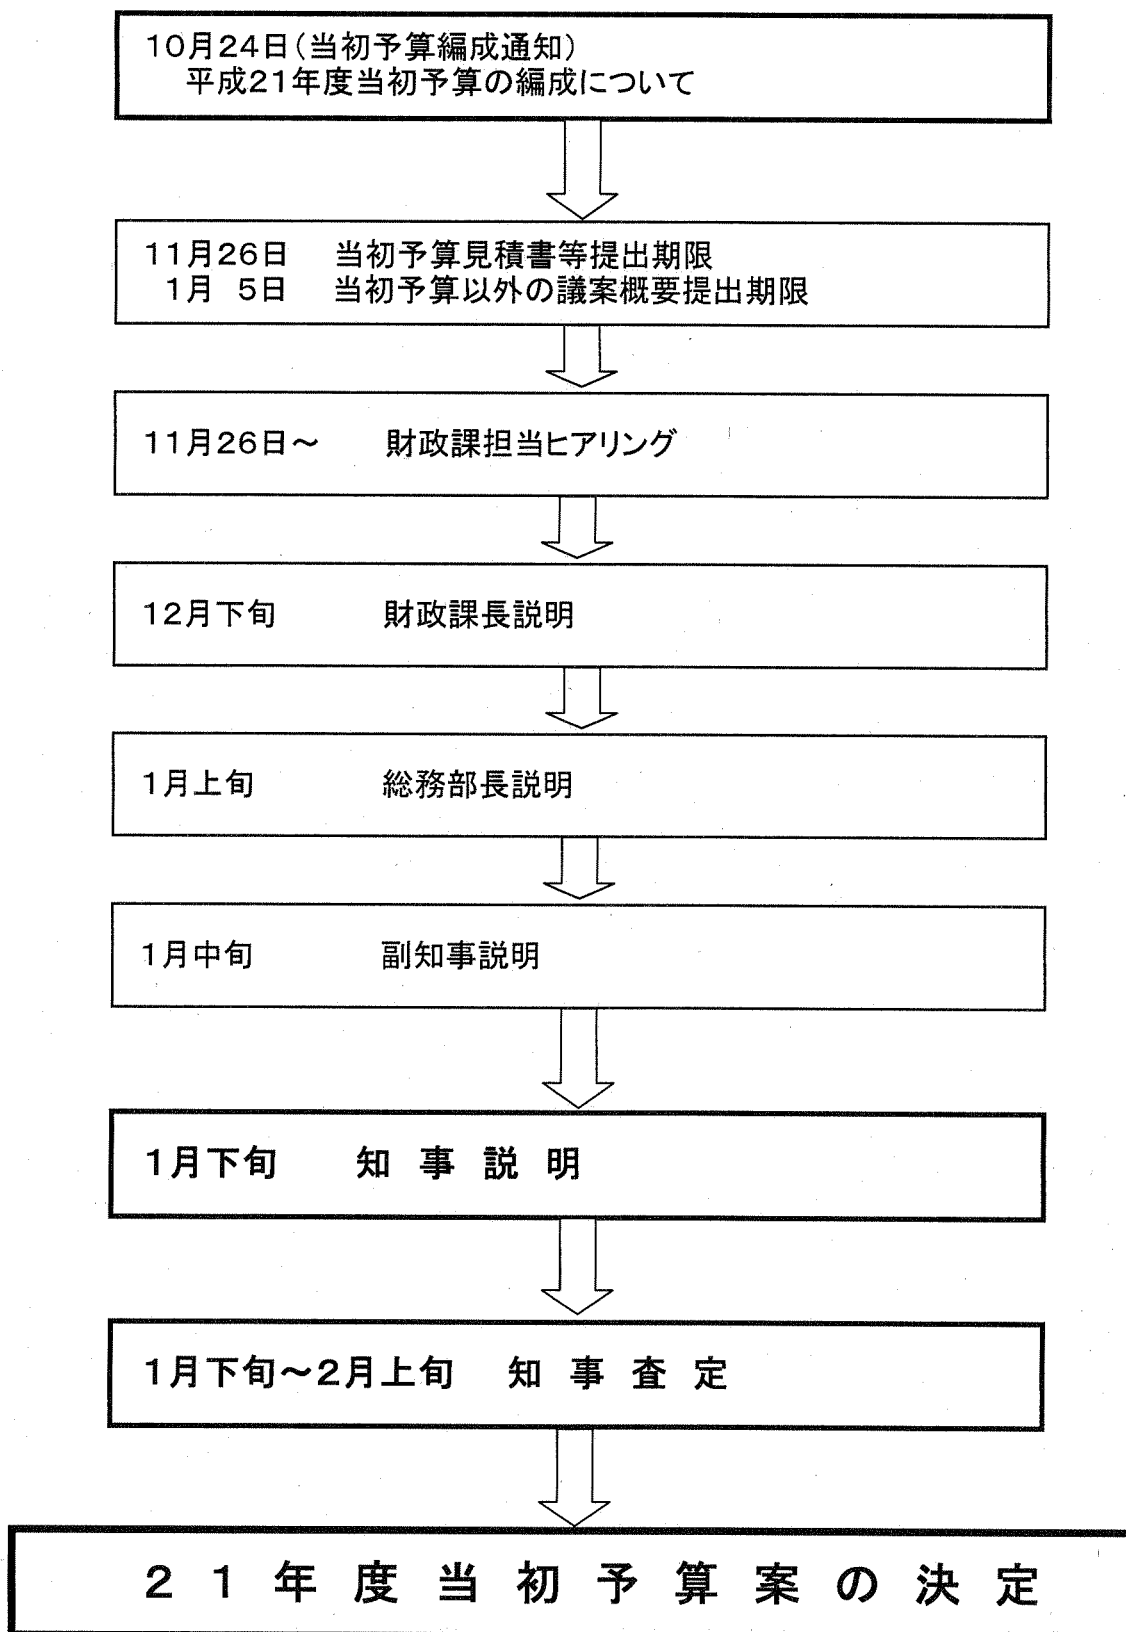 10月24日(当初予算編成通知)
平成21年度当初予算の編成について
11月26日 当初予算見積書等提出期限
1月 5日 当初予算以外の議案概要提出期限
11月26日～ 財政課担当ヒアリング
12月下旬 財政課長説明
1月上旬 総務部長説明
1月中旬 副知事説明
1月下旬 知事説明
1月下旬～2月上旬 知事査定
21年度当初予算案の決定